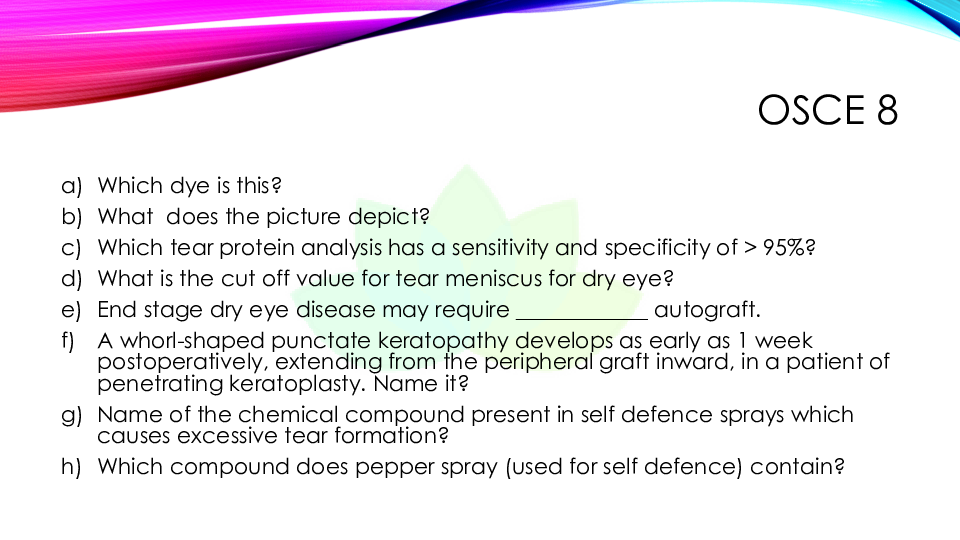 OSCE 8
a) Which dye is this?
b) What does the picture depict?
c) Which tear protein analysis has a sensitivity and specificity of > 95%?
d) What is the cut off value for tear meniscus for dry eye?
e) End stage dry eye disease may require ____________ autograft.
f) A whorl-shaped punctate keratopathy develops as early as 1 week
postoperatively, extending from the peripheral graft inward, in a patient of
penetrating keratoplasty. Name it?
g) Name of the chemical compound present in self defence sprays which
causes excessive tear formation?
h) Which compound does pepper spray (used for self defence) contain?